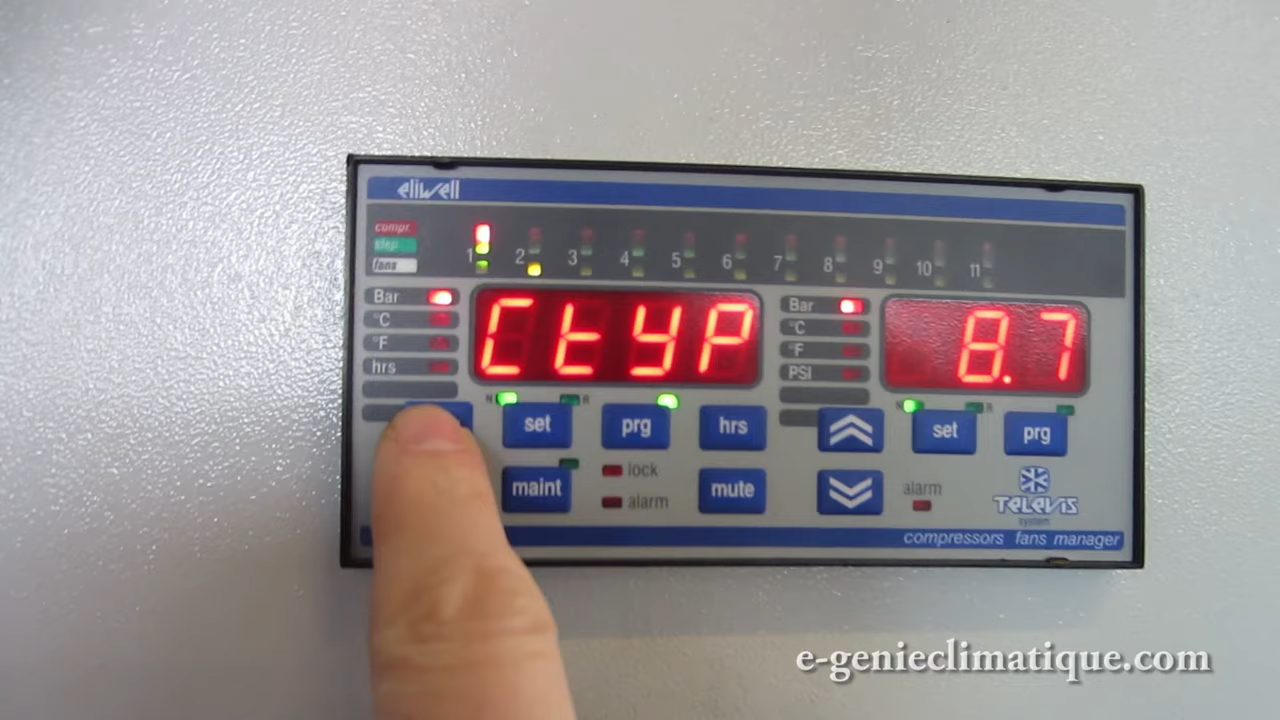 eliwell
compr.
step
fans
1 2 3 4 5 6 7 8 9 10 11
Bar
°C
°F
hrs
CtyP
Bar
°C
°F
PSI
8.7
N R
set prg hrs
maint
lock
alarm
mute
R
set prg
alarm
TELEVIS
system
compressors fans manager
e-genieclimatique.com